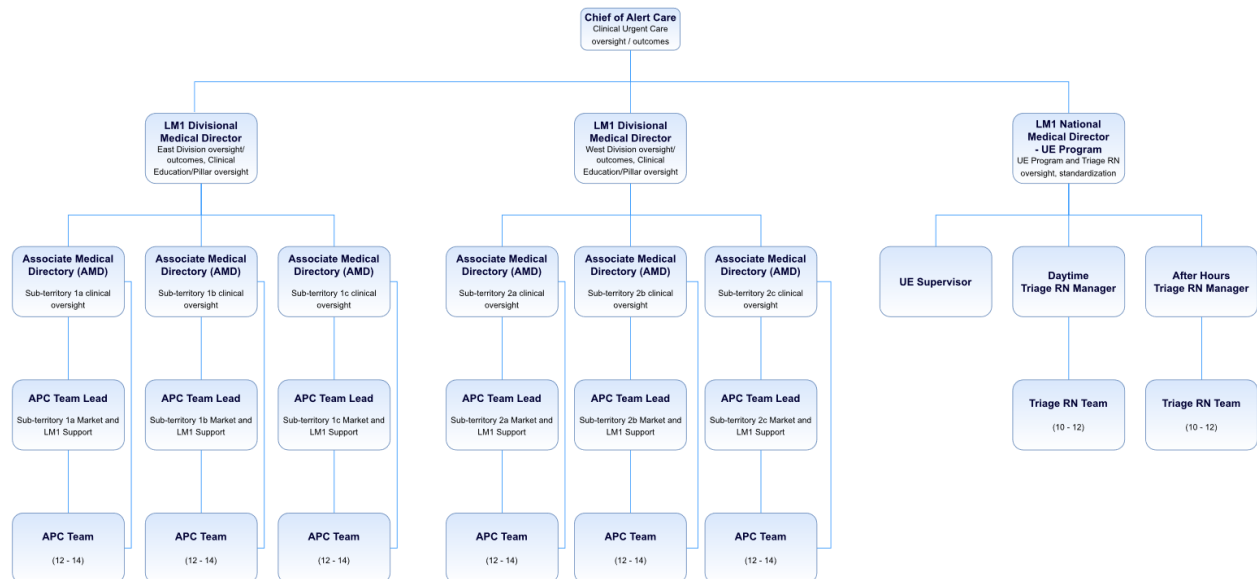 Chief of Alert Care
Clinical Urgent Care
oversight / outcomes
LM1 Divisional
Medical Director
East Division oversight/
outcomes, Clinical
Education/Pillar oversight
LM1 Divisional
Medical Director
West Division oversight/
outcomes, Clinical
Education/Pillar oversight
LM1 National
Medical Director
- UE Program
UE Program and Triage RN
oversight, standardization
Associate Medical
Directory (AMD)
Sub-territory 1a clinical
oversight
Associate Medical
Directory (AMD)
Sub-territory 1b clinical
oversight
Associate Medical
Directory (AMD)
Sub-territory 1c clinical
oversight
Associate Medical
Directory (AMD)
Sub-territory 2a clinical
oversight
Associate Medical
Directory (AMD)
Sub-territory 2b clinical
oversight
Associate Medical
Directory (AMD)
Sub-territory 2c clinical
oversight
UE Supervisor
Daytime
Triage RN Manager
After Hours
Triage RN Manager
APC Team Lead
Sub-territory 1a Market and
LM1 Support
APC Team Lead
Sub-territory 1b Market and
LM1 Support
APC Team Lead
Sub-territory 1c Market and
LM1 Support
APC Team Lead
Sub-territory 2a Market and
LM1 Support
APC Team Lead
Sub-territory 2b Market and
LM1 Support
APC Team Lead
Sub-territory 2c Market and
LM1 Support
Triage RN Team
(10 - 12)
Triage RN Team
(10 - 12)
APC Team
(12 - 14)
APC Team
(12 - 14)
APC Team
(12 - 14)
APC Team
(12 - 14)
APC Team
(12 - 14)
APC Team
(12 - 14)